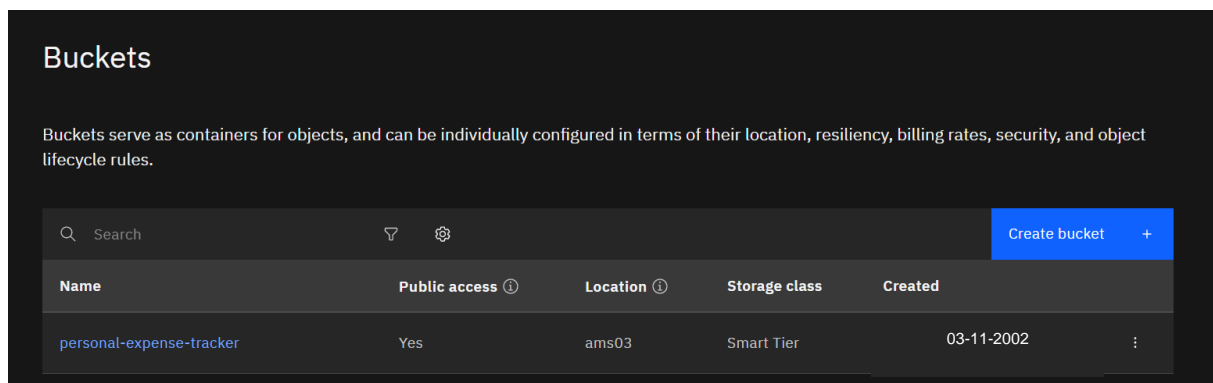 Buckets
Buckets serve as containers for objects, and can be individually configured in terms of their location, resiliency, billing rates, security, and object
lifecycle rules.
Search Create bucket +
Name Public access Location Storage class Created
personal-expense-tracker Yes ams03 Smart Tier 03-11-2002